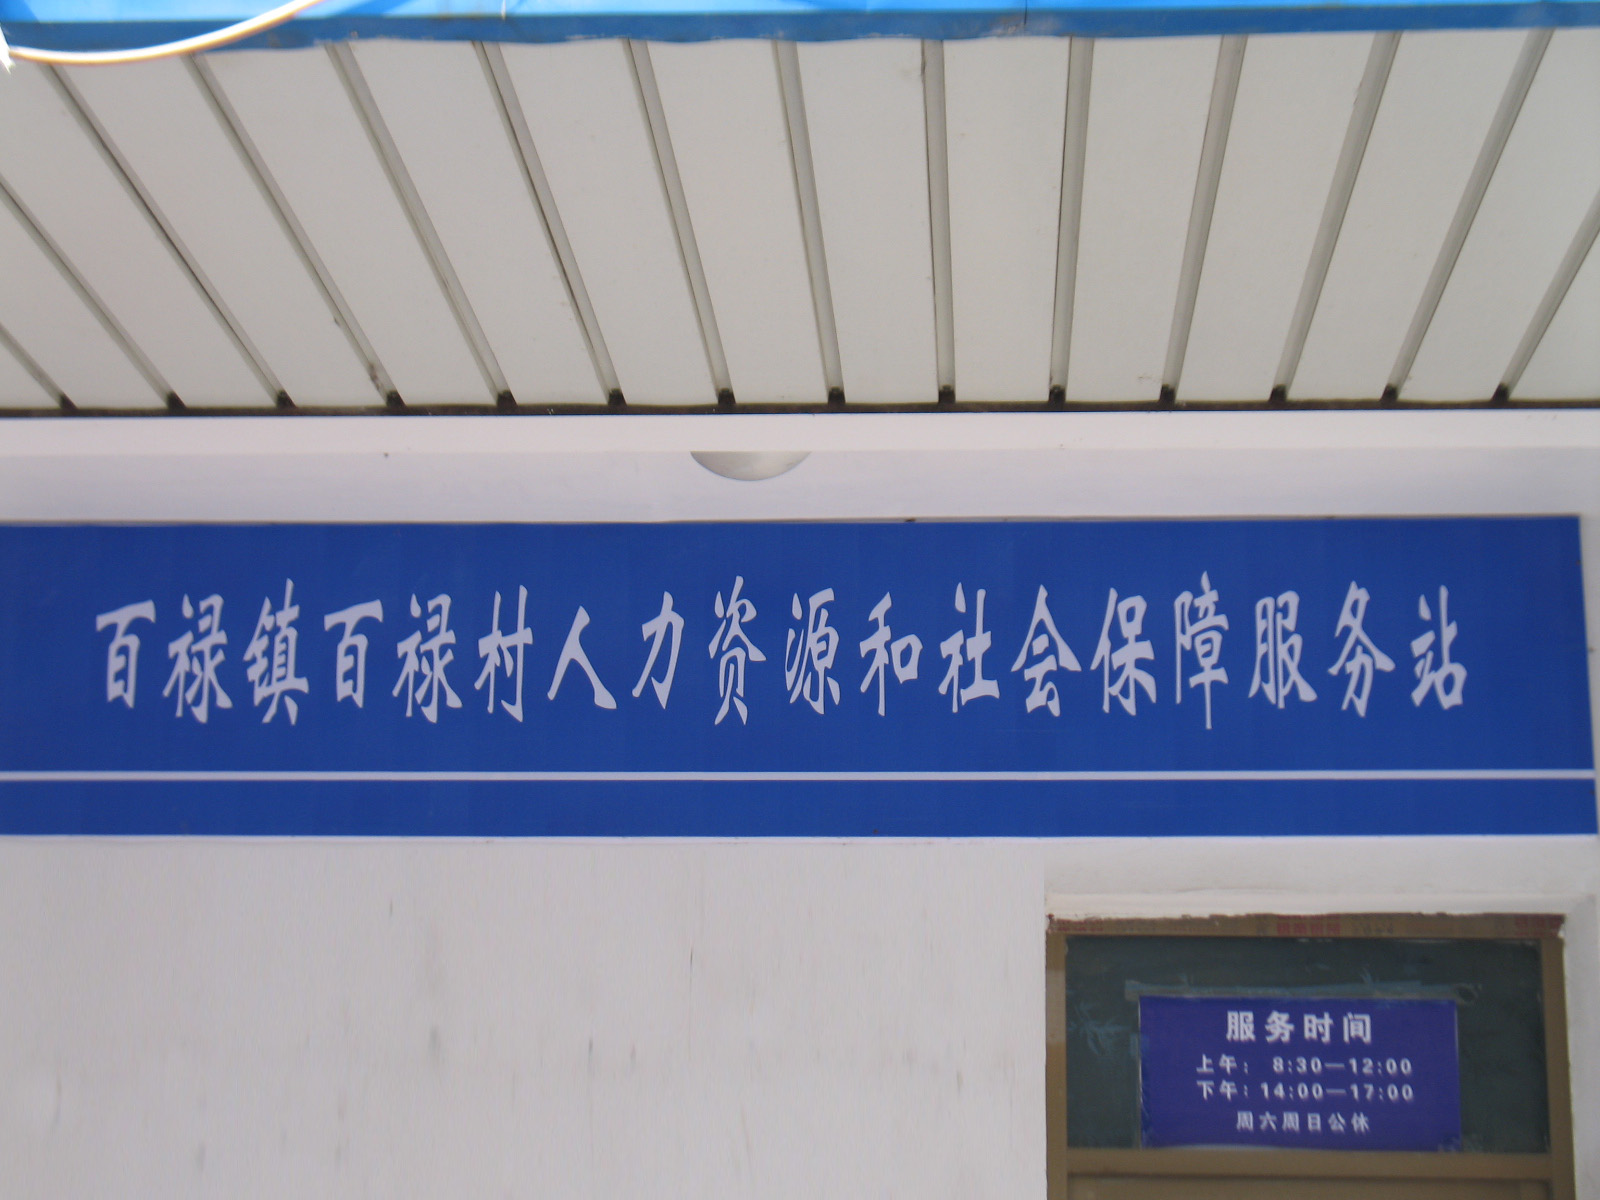 百禄镇百禄村人力资源和社会保障服务站
服务时间
上午： 8:30—12:00
下午：14:00—17:00
周六周日公休